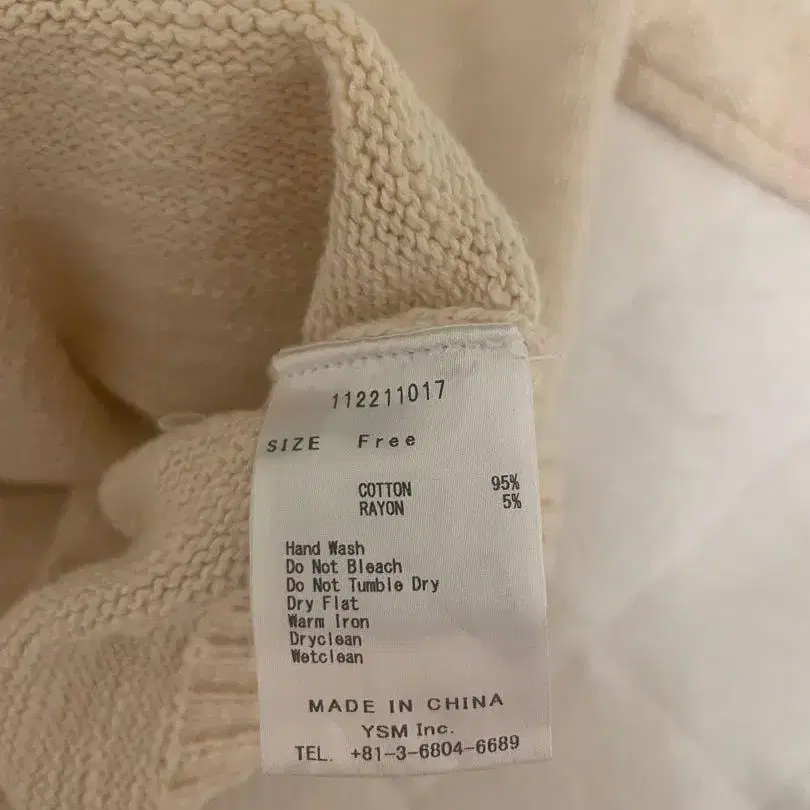 112211017
SIZE Free
COTTON 95%
RAYON 5%
Hand Wash
Do Not Bleach
Do Not Tumble Dry
Dry Flat
Warm Iron
Dryclean
Wetclean
MADE IN CHINA
YSM Inc.
TEL. +81-3-6804-6689